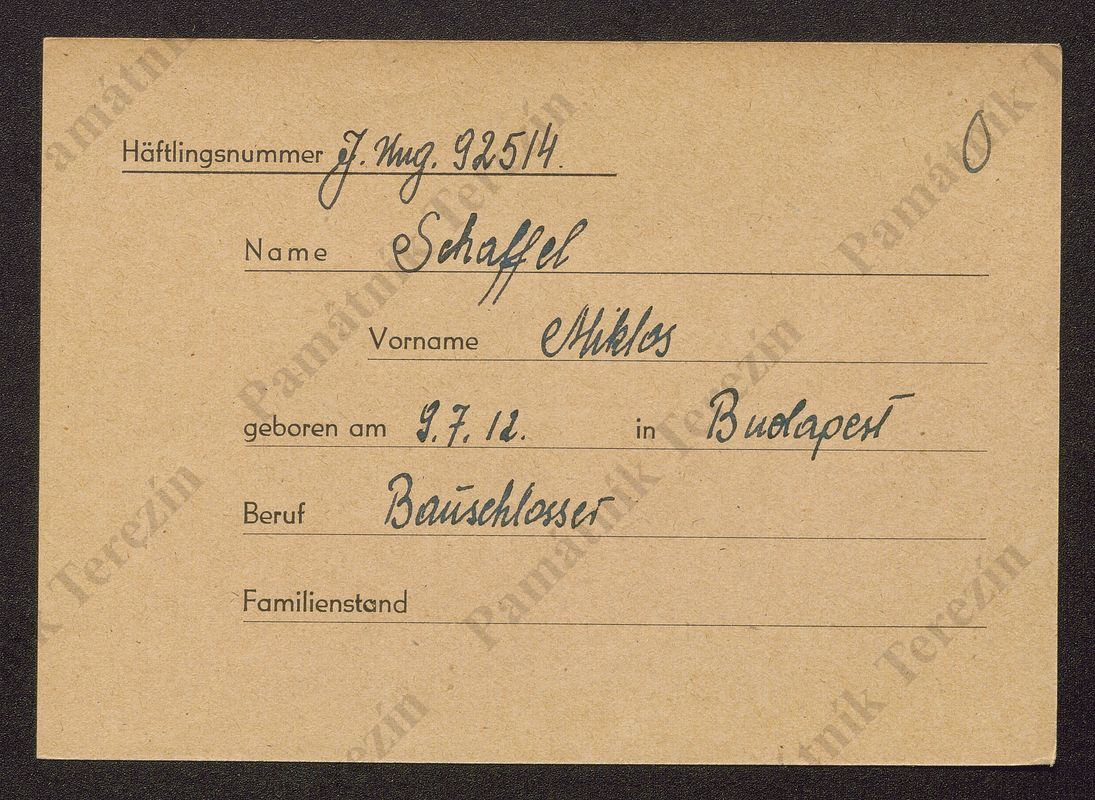 Häftlingsnummer J. Ung. 92514.
Name Schaffel
Vorname Miklos
geboren am 9.7.12. in Budapest
Beruf Bauschlosser
Familienstand
Památník Terezín